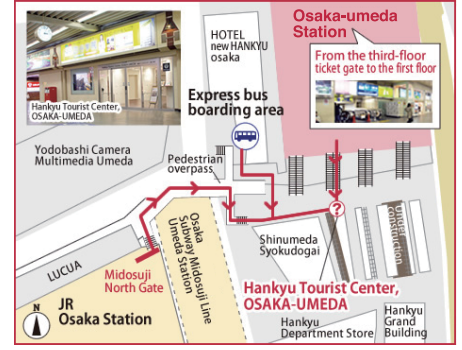 Osaka-umeda
Station
HOTEL
new HANKYU
osaka
From the third-floor
ticket gate to the first floor
Hankyu Tourist Center,
OSAKA-UMEDA
Express bus
boarding area
Yodobashi Camera
Multimedia Umeda
Pedestrian
overpass
Osaka
Subway Midosuji Line
Umeda Station
Under
construction
?
Shinumeda
Syokudogai
LUCUA
Midosuji
North Gate
Hankyu Tourist Center,
OSAKA-UMEDA
N
JR
Osaka Station
Hankyu
Department Store
Hankyu
Grand
Building